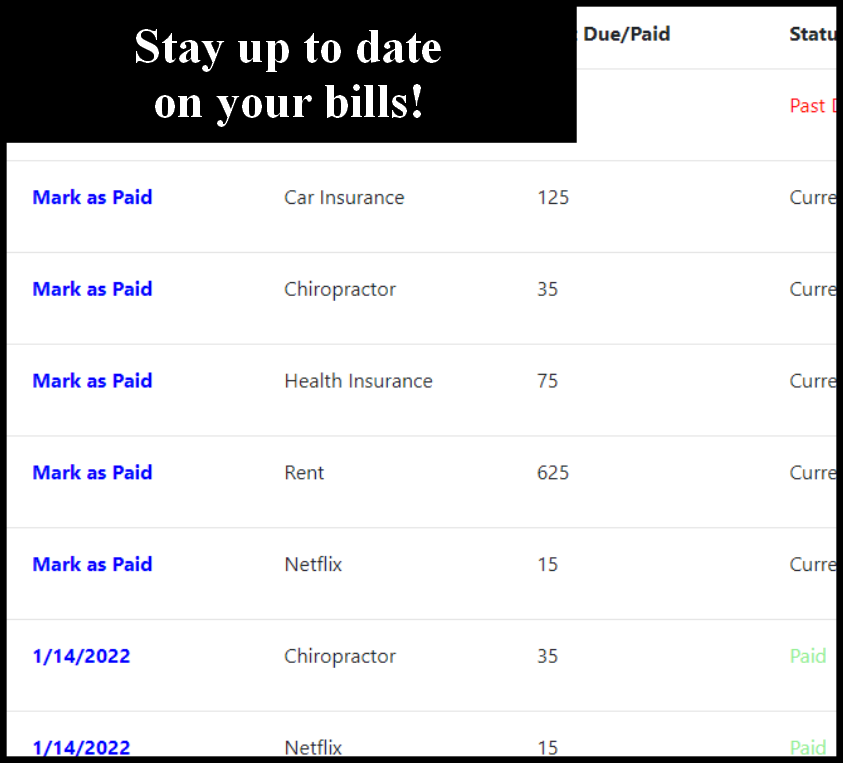 Stay up to date
on your bills!
Due/Paid Statu
Past
Mark as Paid Car Insurance 125 Curre
Mark as Paid Chiropractor 35 Curre
Mark as Paid Health Insurance 75 Curre
Mark as Paid Rent 625 Curre
Mark as Paid Netflix 15 Curre
1/14/2022 Chiropractor 35 Paid
1/14/2022 Netflix 15 Paid